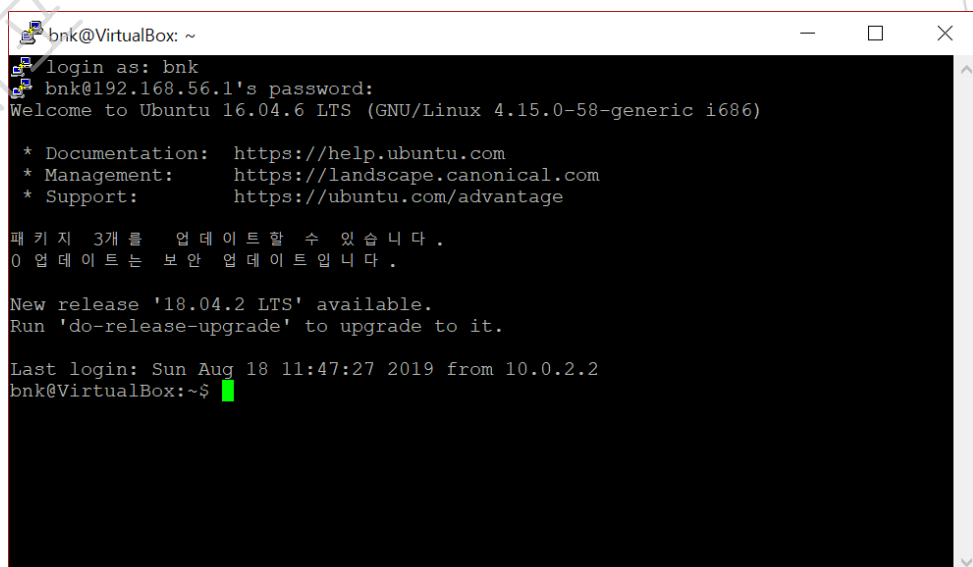 bnk@VirtualBox: ~
login as: bnk
bnk@192.168.56.1's password:
Welcome to Ubuntu 16.04.6 LTS (GNU/Linux 4.15.0-58-generic i686)
* Documentation: https://help.ubuntu.com
* Management: https://landscape.canonical.com
* Support: https://ubuntu.com/advantage
패키지 3개를 업데이트할 수 있습니다.
0 업데이트는 보안 업데이트입니다.
New release '18.04.2 LTS' available.
Run 'do-release-upgrade' to upgrade to it.
Last login: Sun Aug 18 11:47:27 2019 from 10.0.2.2
bnk@VirtualBox:~$